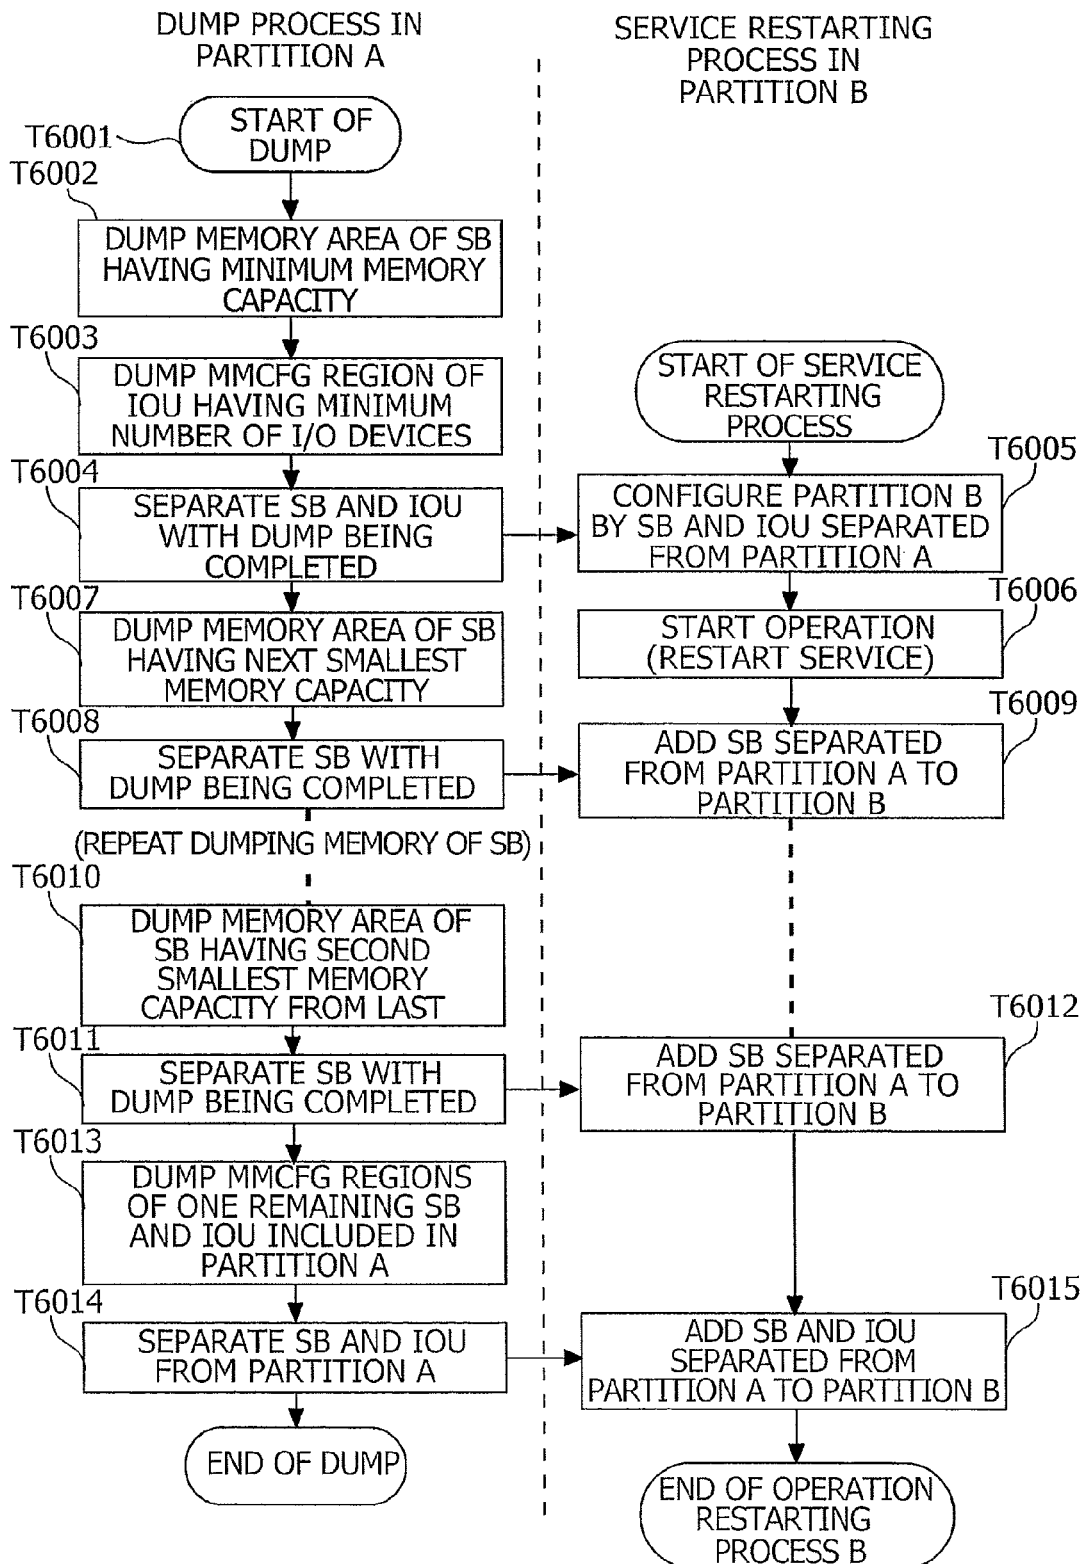 DUMP PROCESS IN
PARTITION A
SERVICE RESTARTING
PROCESS IN
PARTITION B
T6001
START OF
DUMP
T6002
DUMP MEMORY AREA OF SB
HAVING MINIMUM MEMORY
CAPACITY
T6003
DUMP MMCFG REGION OF
IOU HAVING MINIMUM
NUMBER OF I/O DEVICES
START OF SERVICE
RESTARTING
PROCESS
T6004
SEPARATE SB AND IOU
WITH DUMP BEING
COMPLETED
T6005
CONFIGURE PARTITION B
BY SB AND IOU SEPARATED
FROM PARTITION A
T6007
DUMP MEMORY AREA OF SB
HAVING NEXT SMALLEST
MEMORY CAPACITY
T6006
START OPERATION
(RESTART SERVICE)
T6008
SEPARATE SB WITH
DUMP BEING COMPLETED
T6009
ADD SB SEPARATED
FROM PARTITION A TO
PARTITION B
(REPEAT DUMPING MEMORY OF SB)
T6010
DUMP MEMORY AREA OF
SB HAVING SECOND
SMALLEST MEMORY
CAPACITY FROM LAST
T6011
SEPARATE SB WITH
DUMP BEING COMPLETED
T6012
ADD SB SEPARATED
FROM PARTITION A TO
PARTITION B
T6013
DUMP MMCFG REGIONS
OF ONE REMAINING SB
AND IOU INCLUDED IN
PARTITION A
T6014
SEPARATE SB AND IOU
FROM PARTITION A
T6015
ADD SB AND IOU
SEPARATED FROM
PARTITION A TO PARTITION B
END OF DUMP
END OF OPERATION
RESTARTING
PROCESS B